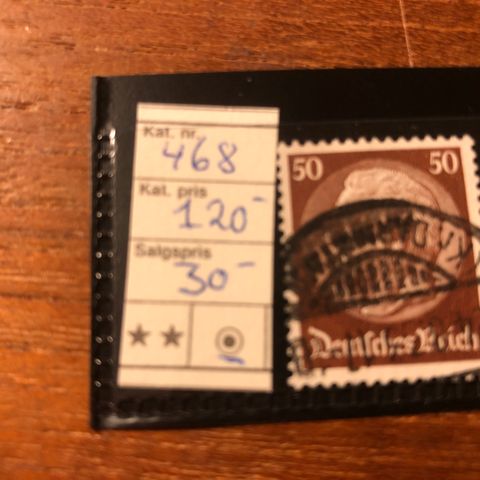 Kat. nr.
468
Kat. pris
120-
Salgspris
30-
50 50
Deutsches Reich